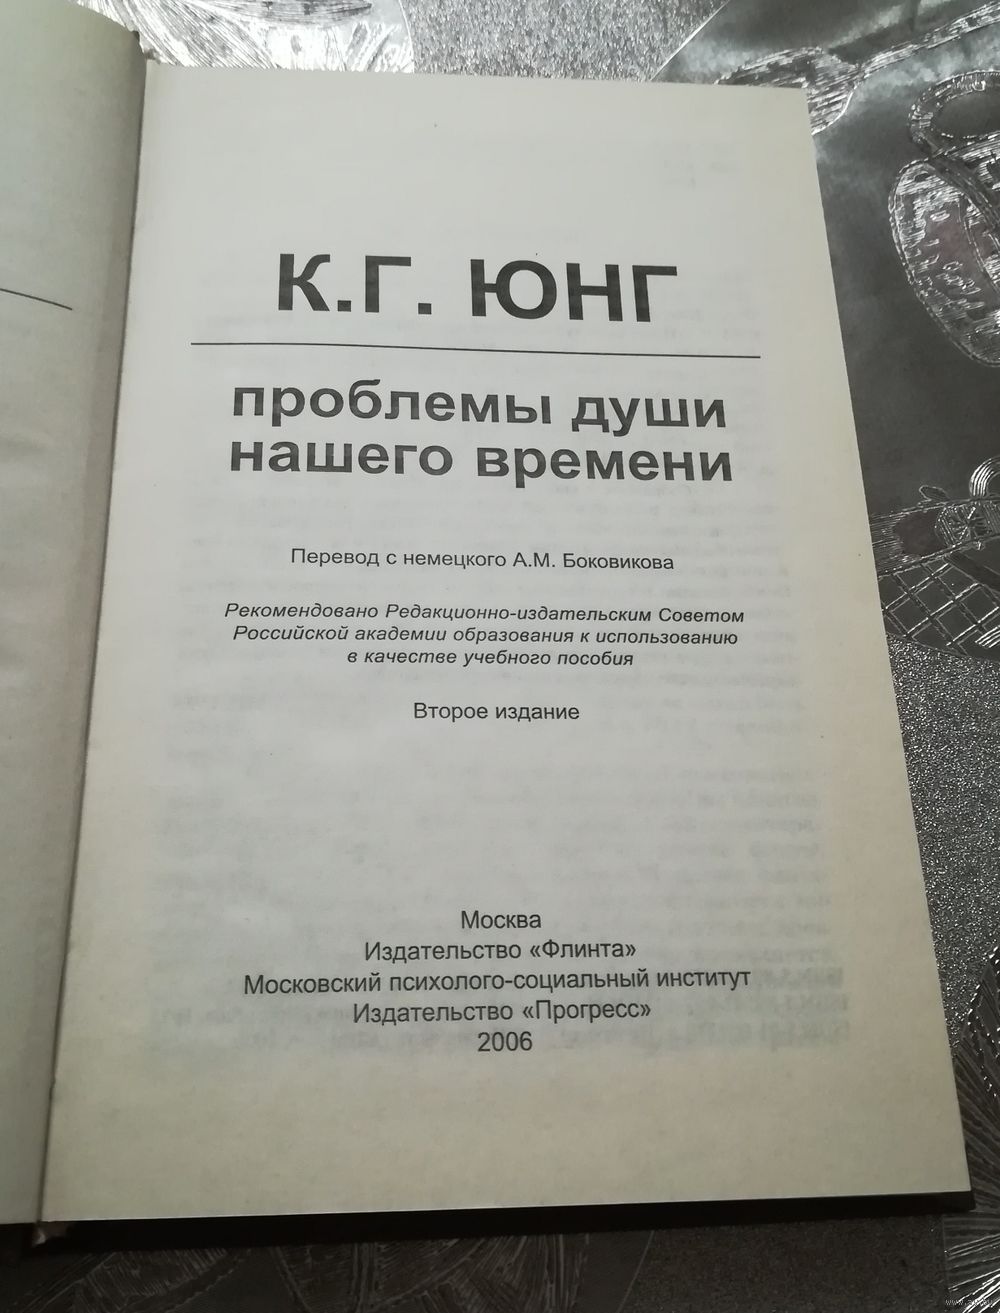 К.Г. ЮНГ
проблемы души
нашего времени
Перевод с немецкого А.М. Боковикова
Рекомендовано Редакционно-издательским Советом
Российской академии образования к использованию
в качестве учебного пособия
Второе издание
Москва
Издательство «Флинта»
Московский психолого-социальный институт
Издательство «Прогресс»
2006